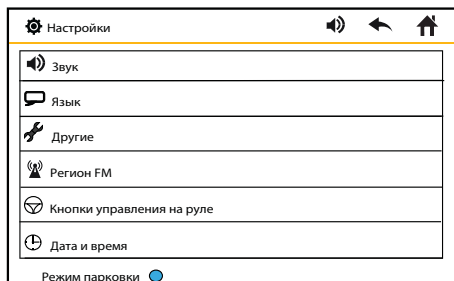 Настройки
Звук
Язык
Другие
Регион FM
Кнопки управления на руле
Дата и время
Режим парковки